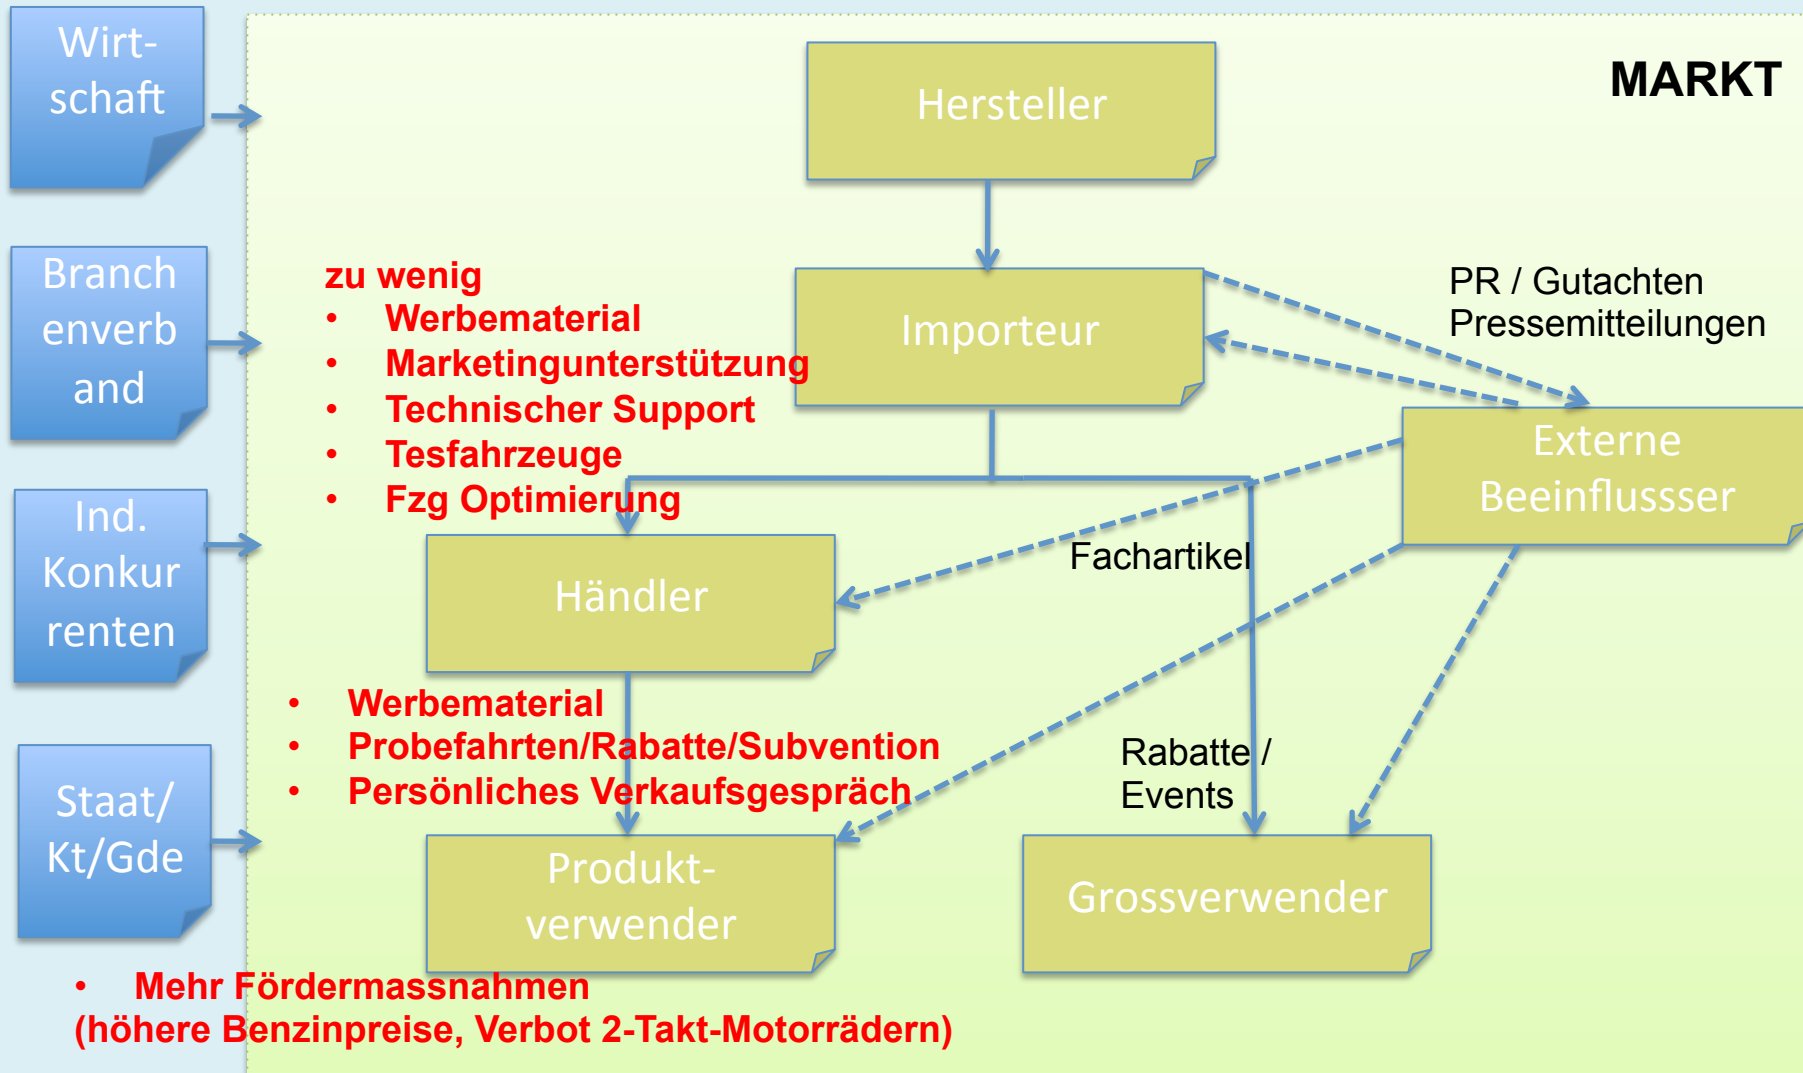 Wirt-
schaft
Hersteller
MARKT
Branch
enverb
and
zu wenig
• Werbematerial
• Marketingunterstützung
• Technischer Support
• Tesfahrzeuge
• Fzg Optimierung
Importeur
PR / Gutachten
Pressemitteilungen
Externe
Beeinflussser
Ind.
Konkur
renten
Händler
Fachartikel
• Werbematerial
• Probefahrten/Rabatte/Subvention
• Persönliches Verkaufsgespräch
Rabatte /
Events
Staat/
Kt/Gde
Produkt-
verwender
Grossverwender
• Mehr Fördermassnahmen
(höhere Benzinpreise, Verbot 2-Takt-Motorrädern)